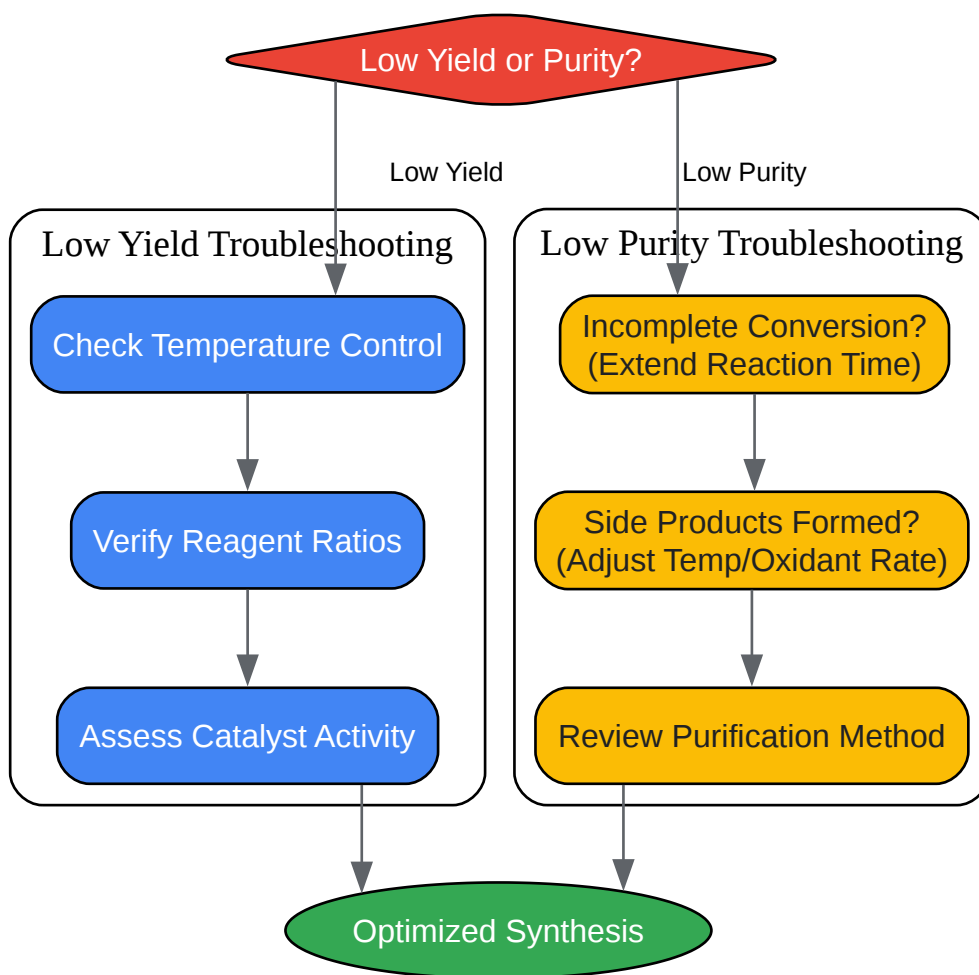 Low Yield or Purity?
Low Yield
Low Purity
Low Yield Troubleshooting
Check Temperature Control
Verify Reagent Ratios
Assess Catalyst Activity
Low Purity Troubleshooting
Incomplete Conversion?
(Extend Reaction Time)
Side Products Formed?
(Adjust Temp/Oxidant Rate)
Review Purification Method
Optimized Synthesis